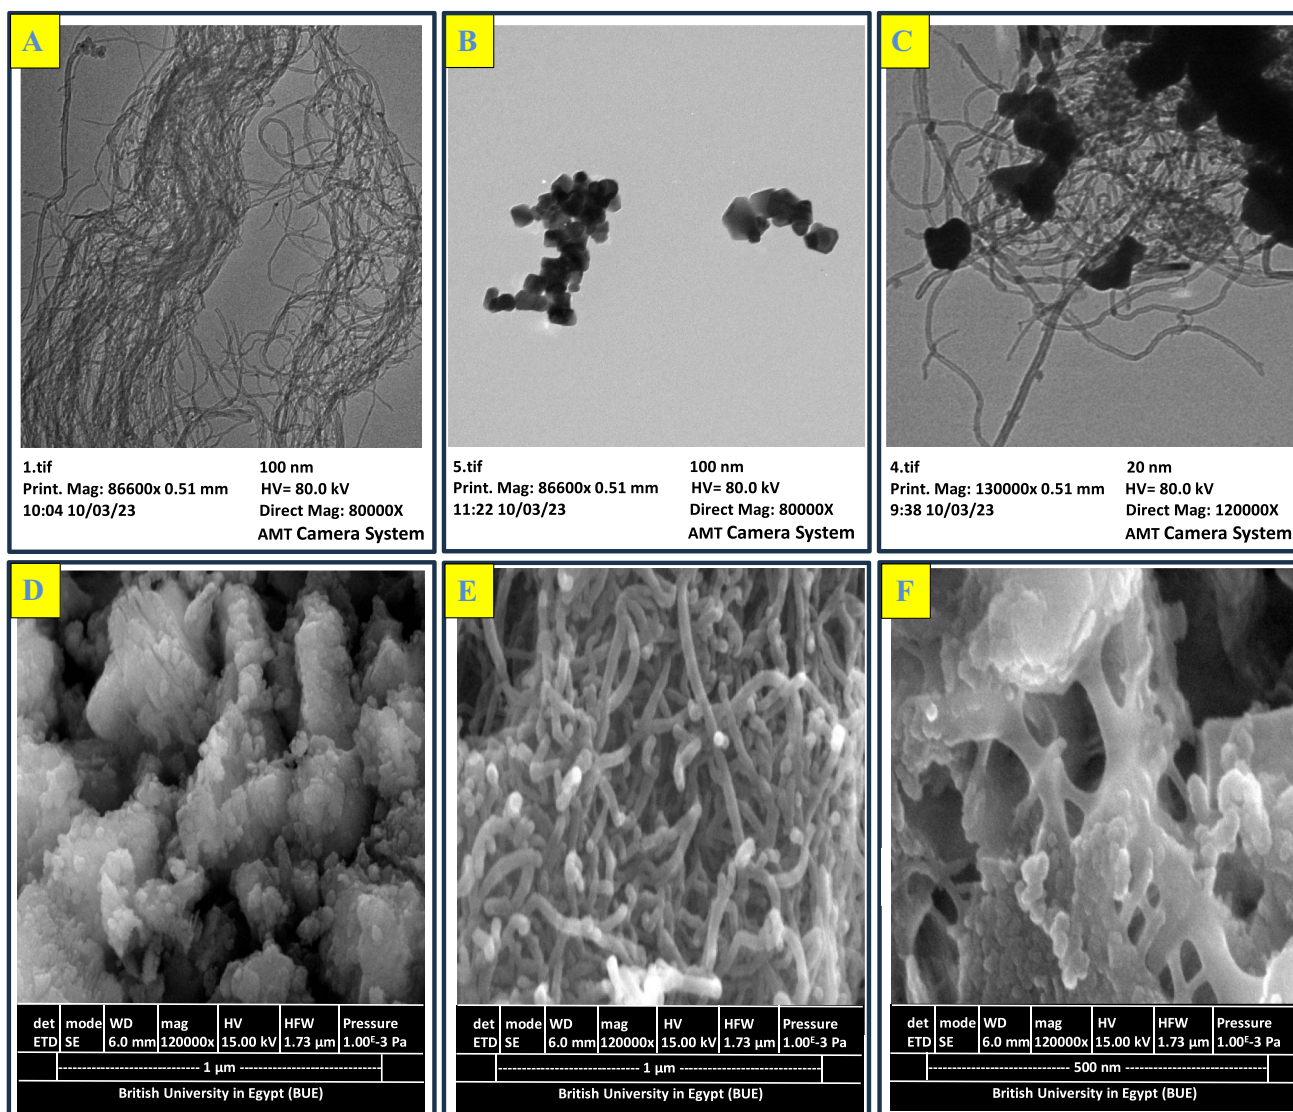 A
1.tif 100 nm
Print. Mag: 86600x 0.51 mm HV= 80.0 kV
10:04 10/03/23 Direct Mag: 80000X
AMT Camera System
B
5.tif 100 nm
Print. Mag: 86600x 0.51 mm HV= 80.0 kV
11:22 10/03/23 Direct Mag: 80000X
AMT Camera System
C
4.tif 20 nm
Print. Mag: 130000x 0.51 mm HV= 80.0 kV
9:38 10/03/23 Direct Mag: 120000X
AMT Camera System
D
det mode WD mag HV HFW Pressure
ETD SE 6.0 mm 120000x 15.00 kV 1.73 µm 1.00ᴱ-3 Pa
1 µm
British University in Egypt (BUE)
E
det mode WD mag HV HFW Pressure
ETD SE 6.0 mm 120000x 15.00 kV 1.73 µm 1.00ᴱ-3 Pa
1 µm
British University in Egypt (BUE)
F
det mode WD mag HV HFW Pressure
ETD SE 6.0 mm 120000x 15.00 kV 1.73 µm 1.00ᴱ-3 Pa
500 nm
British University in Egypt (BUE)